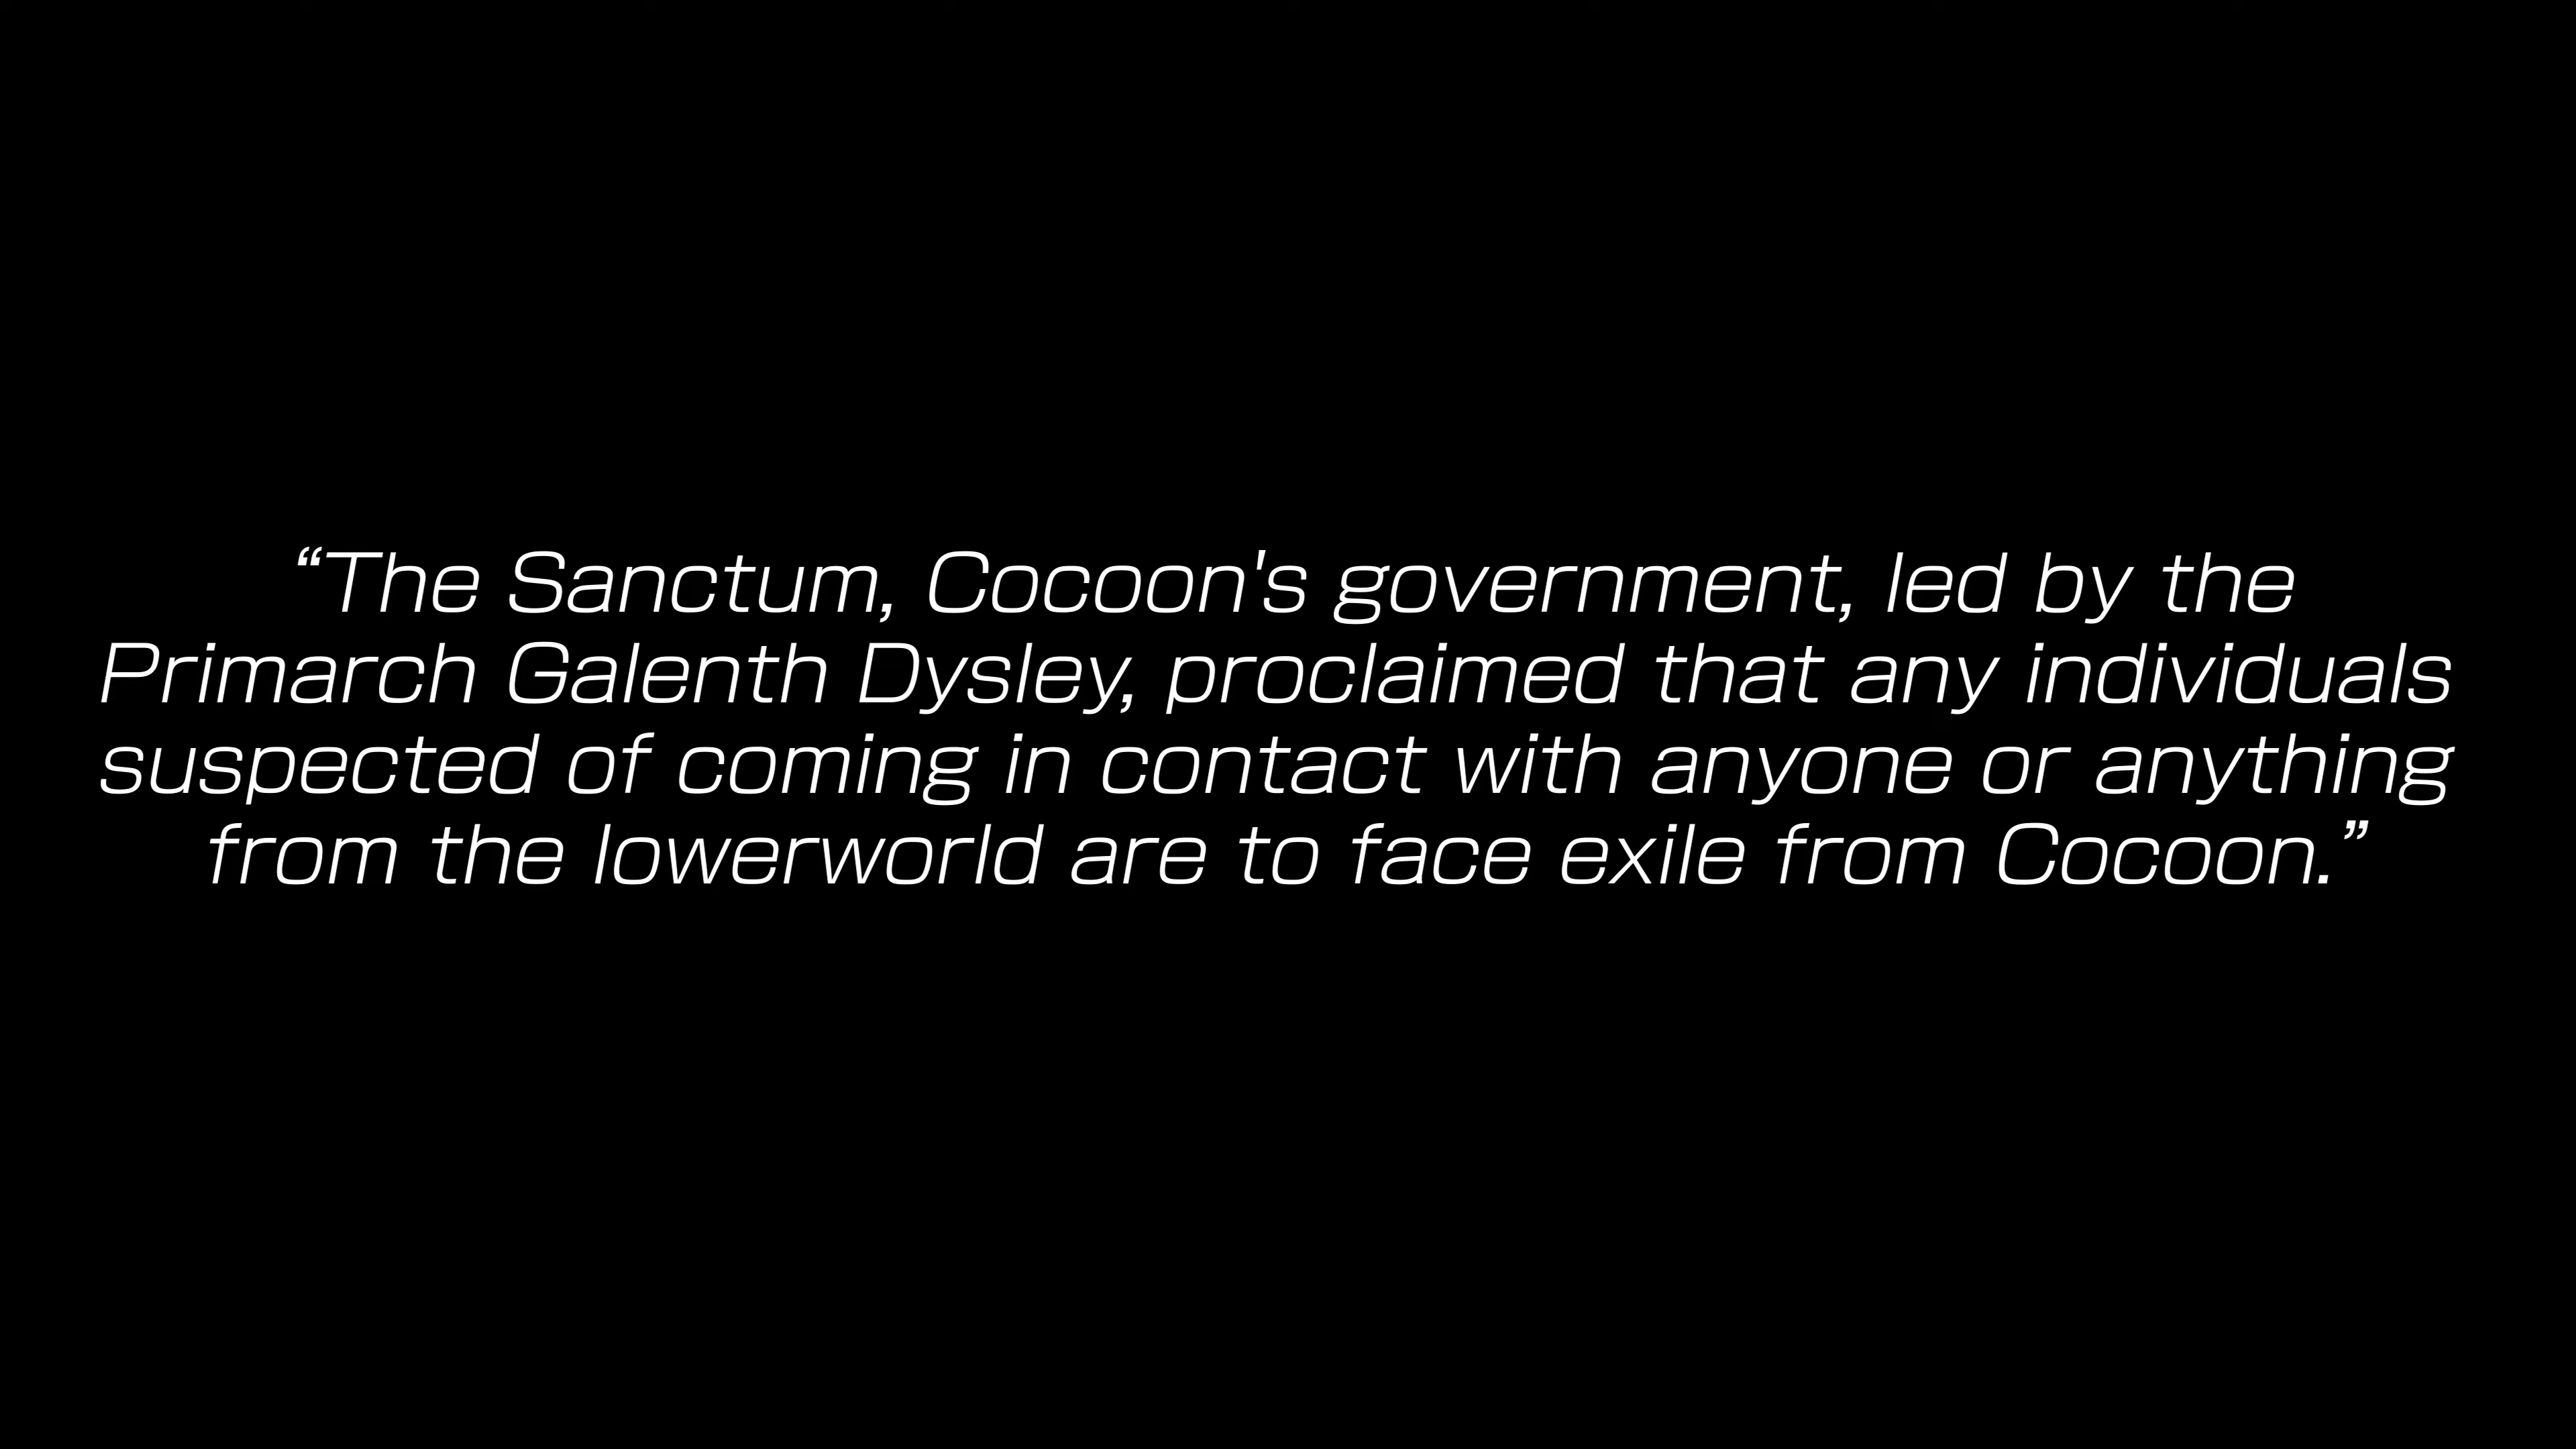 “The Sanctum, Cocoon's government, led by the
Primarch Galenth Dysley, proclaimed that any individuals
suspected of coming in contact with anyone or anything
from the lowerworld are to face exile from Cocoon.”